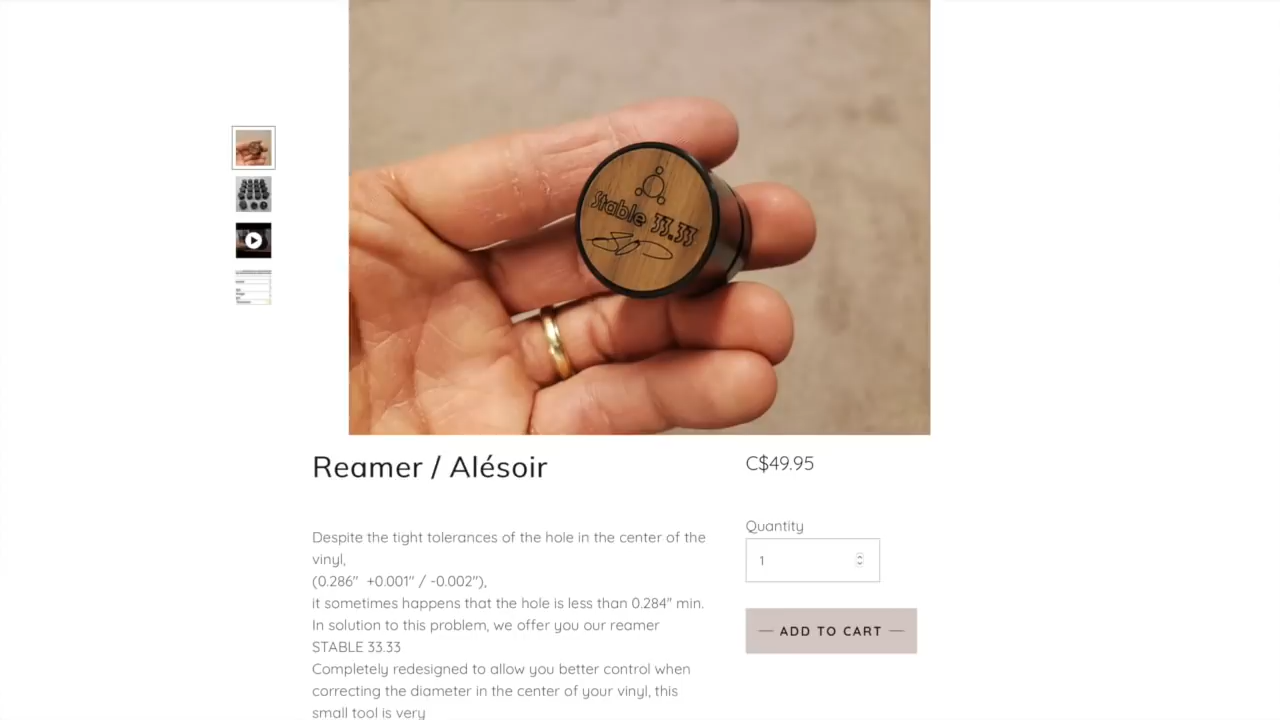 Stable 33.33
Reamer / Alésoir
C$49.95
Despite the tight tolerances of the hole in the center of the
vinyl,
(0.286" +0.001" / -0.002"),
it sometimes happens that the hole is less than 0.284" min.
In solution to this problem, we offer you our reamer
STABLE 33.33
Completely redesigned to allow you better control when
correcting the diameter in the center of your vinyl, this
small tool is very
Quantity
1
ADD TO CART